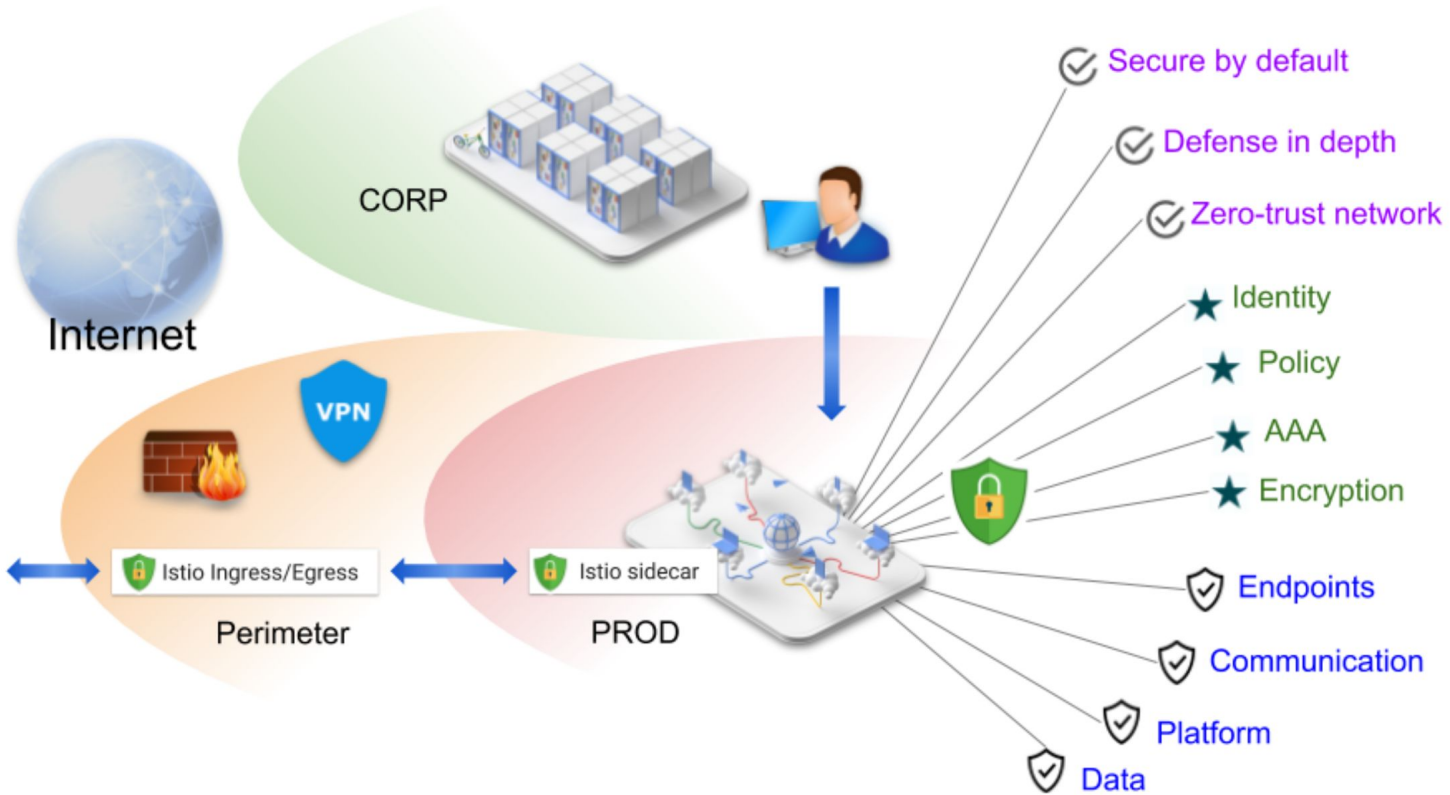 Secure by default
Defense in depth
CORP
Zero-trust network
Internet
Identity
Policy
VPN
AAA
Encryption
Istio Ingress/Egress
Istio sidecar
Endpoints
Perimeter
PROD
Communication
Platform
Data